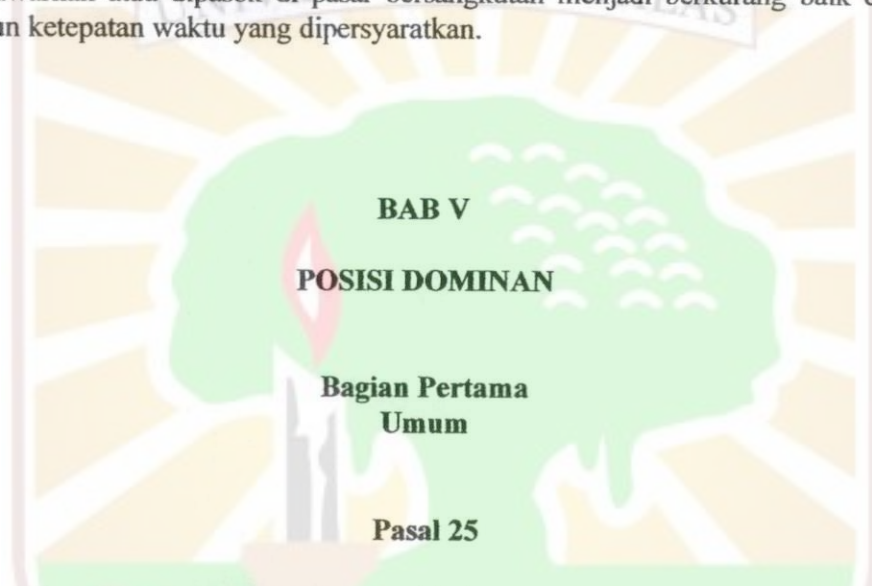 atau dipasok di pasar bersangkutan menjadi berkurang baik
ketepatan waktu yang dipersyaratkan.
BAB V
POSISI DOMINAN
Bagian Pertama
Umum
Pasal 25